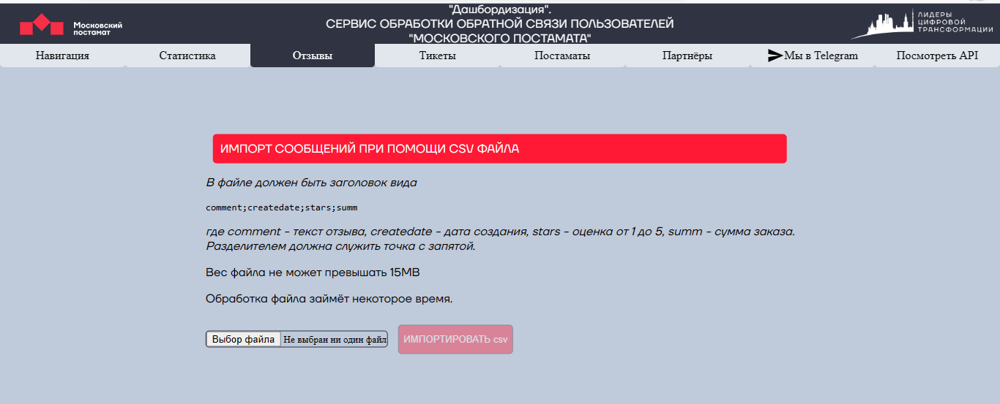 Московский
постамат
"Дашбордизация".
СЕРВИС ОБРАБОТКИ ОБРАТНОЙ СВЯЗИ ПОЛЬЗОВАТЕЛЕЙ
"МОСКОВСКОГО ПОСТАМАТА"
ЛИДЕРЫ
ЦИФРОВОЙ
ТРАНСФОРМАЦИИ
Навигация Статистика Отзывы Тикеты Постаматы Партнёры Мы в Telegram Посмотреть API
ИМПОРТ СООБЩЕНИЙ ПРИ ПОМОЩИ CSV ФАЙЛА
В файле должен быть заголовок вида
comment;createdate;stars;summ
где comment - текст отзыва, createdate - дата создания, stars - оценка от 1 до 5, summ - сумма заказа.
Разделителем должна служить точка с запятой.
Вес файла не может превышать 15MB
Обработка файла займёт некоторое время.
Выбор файла Не выбран ни один файл ИМПОРТИРОВАТЬ csv